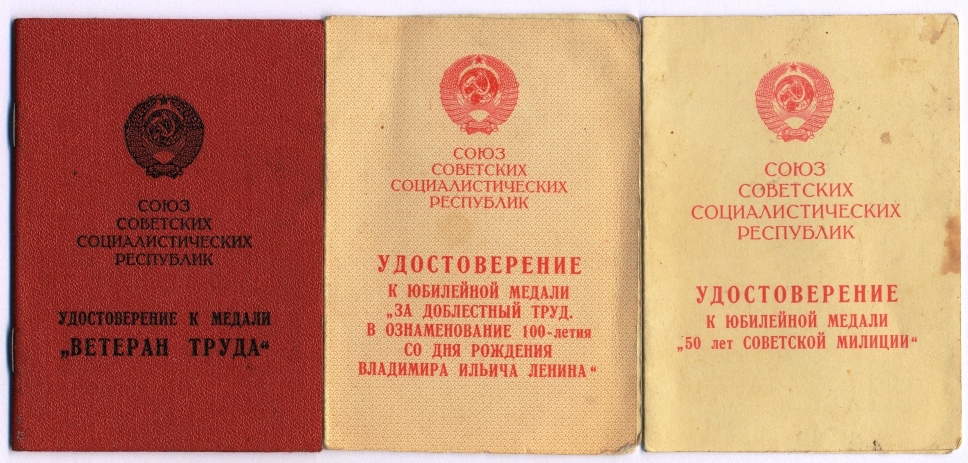 СОЮЗ
СОВЕТСКИХ
СОЦИАЛИСТИЧЕСКИХ
РЕСПУБЛИК
УДОСТОВЕРЕНИЕ К МЕДАЛИ
„ВЕТЕРАН ТРУДА“
СОЮЗ
СОВЕТСКИХ
СОЦИАЛИСТИЧЕСКИХ
РЕСПУБЛИК
УДОСТОВЕРЕНИЕ
К ЮБИЛЕЙНОЙ МЕДАЛИ
„ЗА ДОБЛЕСТНЫЙ ТРУД.
В ОЗНАМЕНОВАНИЕ 100-летия
СО ДНЯ РОЖДЕНИЯ
ВЛАДИМИРА ИЛЬИЧА ЛЕНИНА“
СОЮЗ
СОВЕТСКИХ
СОЦИАЛИСТИЧЕСКИХ
РЕСПУБЛИК
УДОСТОВЕРЕНИЕ
К ЮБИЛЕЙНОЙ МЕДАЛИ
„50 лет СОВЕТСКОЙ МИЛИЦИИ“